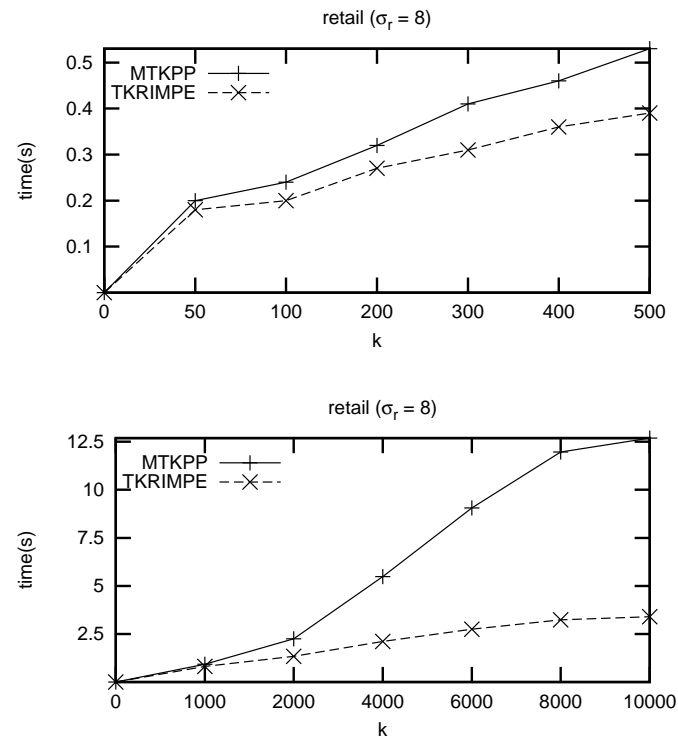 retail (σr = 8)
0.5
0.4
0.3
0.2
0.1
time(s)
MTKPP
TKRIMPE
0 50 100 200 300 400 500
k
retail (σr = 8)
12.5
10
7.5
5
2.5
time(s)
MTKPP
TKRIMPE
0 1000 2000 4000 6000 8000 10000
k